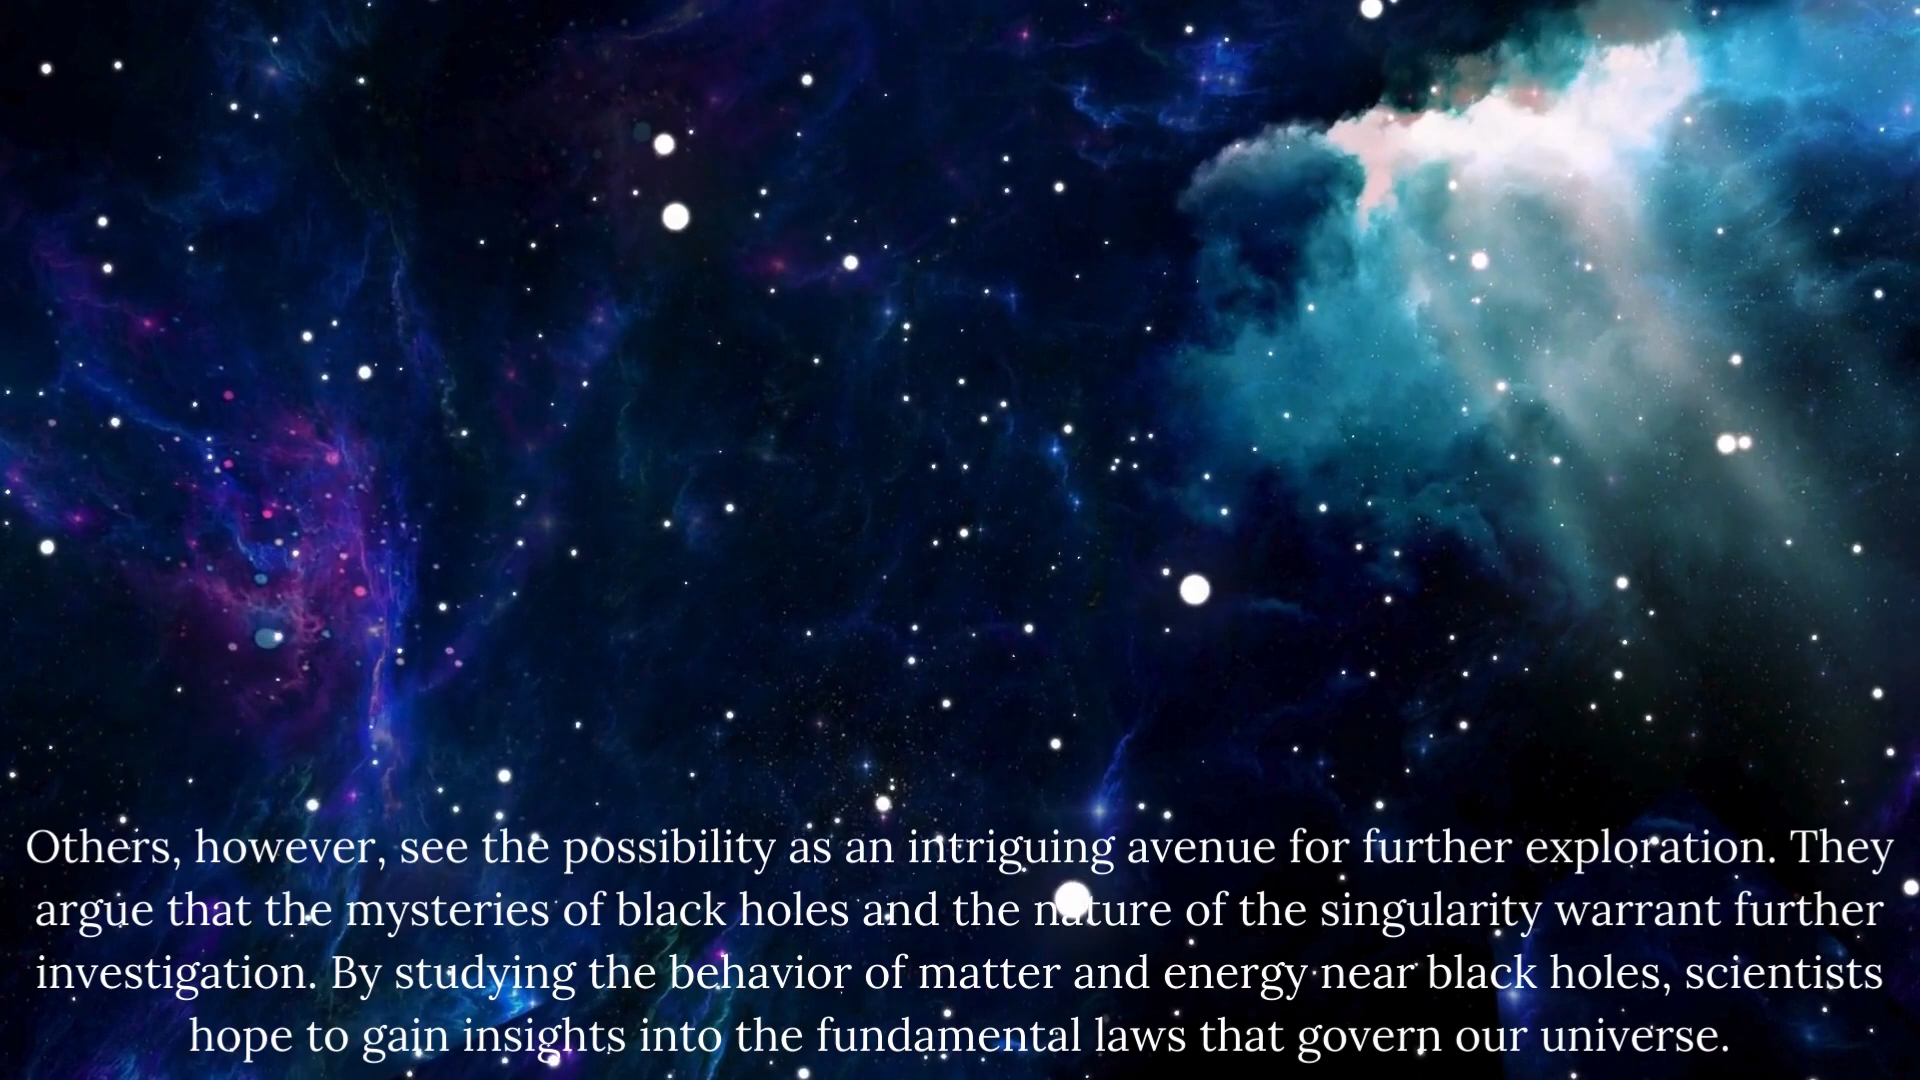 Others, however, see the possibility as an intriguing avenue for further exploration. They
argue that the mysteries of black holes and the nature of the singularity warrant further
investigation. By studying the behavior of matter and energy near black holes, scientists
hope to gain insights into the fundamental laws that govern our universe.